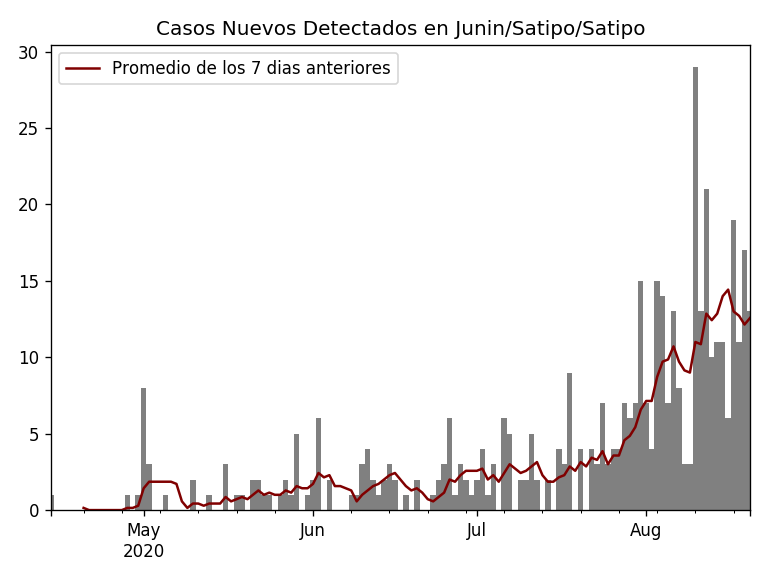 Casos Nuevos Detectados en Junin/Satipo/Satipo
Promedio de los 7 dias anteriores
30
25
20
15
10
5
0
May
2020
Jun
Jul
Aug